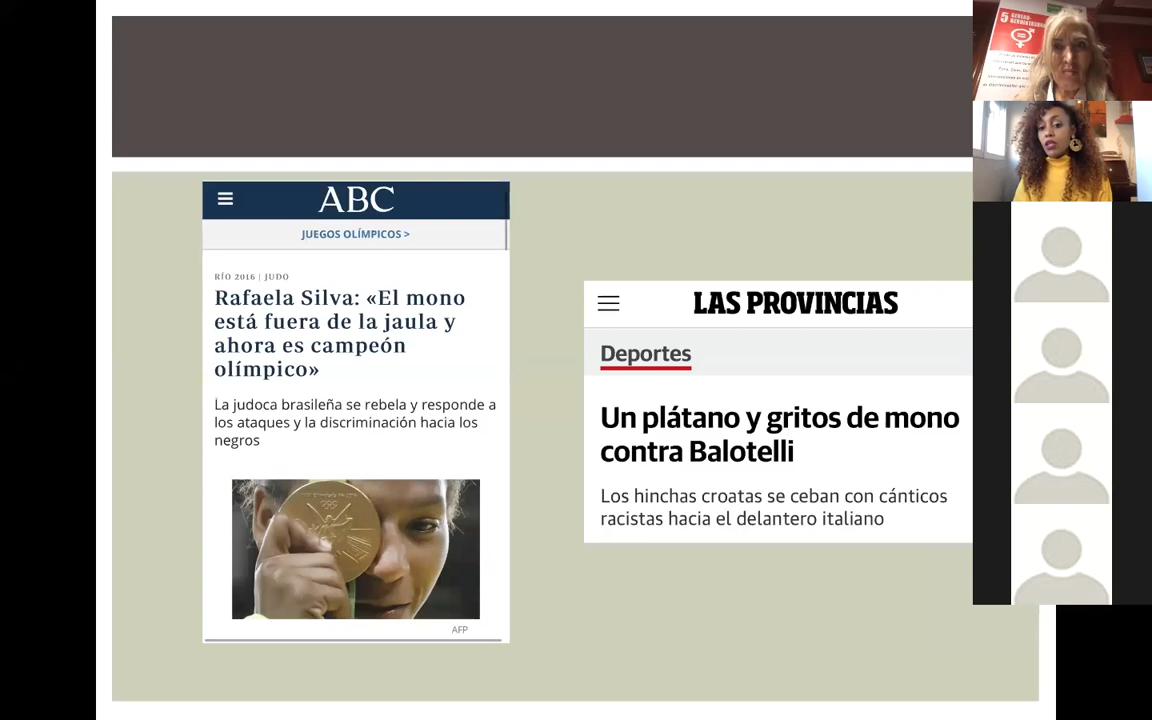 ABC
JUEGOS OLÍMPICOS >
RÍO 2016 | JUDO
Rafaela Silva: «El mono
está fuera de la jaula y
ahora es campeón
olímpico»
La judoca brasileña se rebela y responde a
los ataques y la discriminación hacia los
negros
AFP
LAS PROVINCIAS
Deportes
Un plátano y gritos de mono
contra Balotelli
Los hinchas croatas se ceban con cánticos
racistas hacia el delantero italiano
5